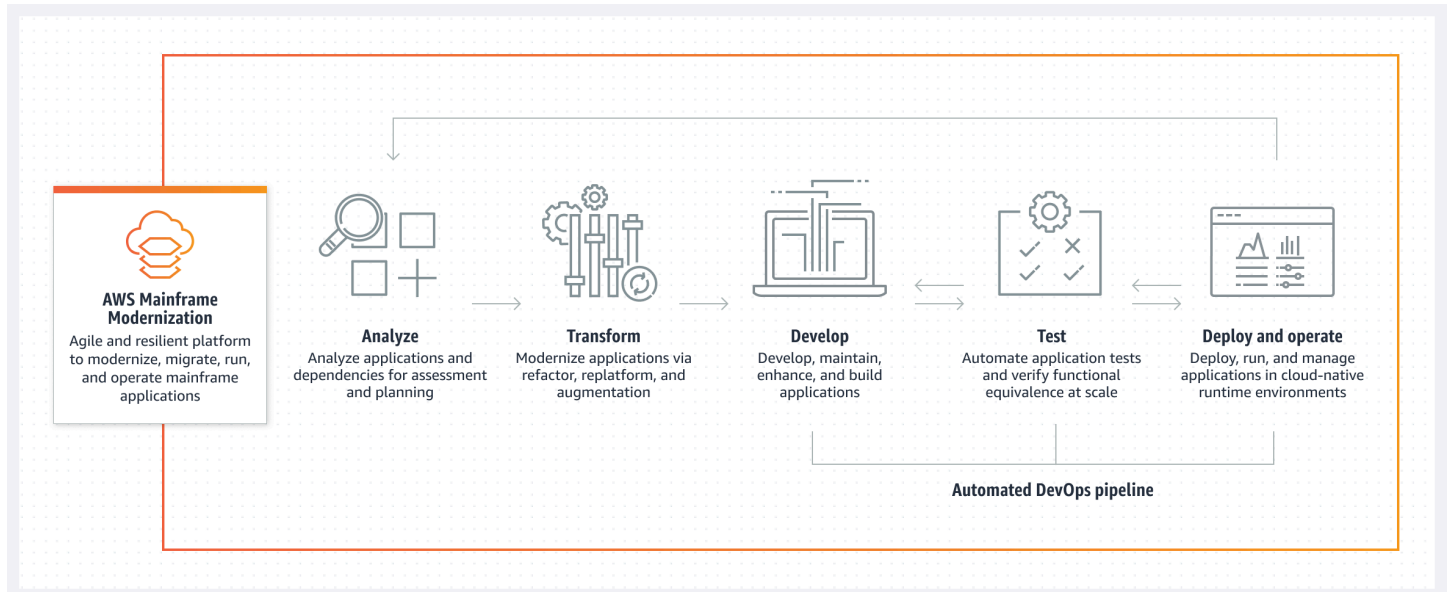 AWS Mainframe
Modernization
Agile and resilient platform
to modernize, migrate, run,
and operate mainframe
applications
Analyze
Analyze applications and
dependencies for assessment
and planning
Transform
Modernize applications via
refactor, replatform, and
augmentation
Develop
Develop, maintain,
enhance, and build
applications
Test
Automate application tests
and verify functional
equivalence at scale
Deploy and operate
Deploy, run, and manage
applications in cloud-native
runtime environments
Automated DevOps pipeline